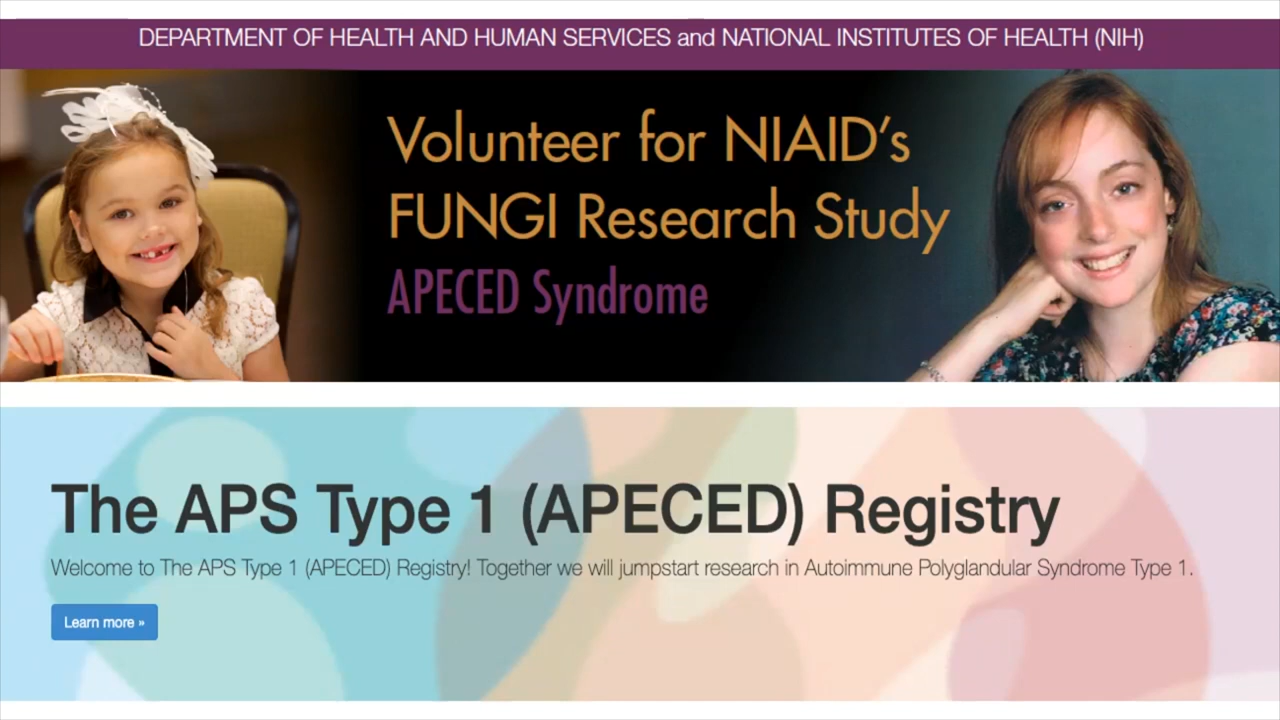 DEPARTMENT OF HEALTH AND HUMAN SERVICES and NATIONAL INSTITUTES OF HEALTH (NIH)
Volunteer for NIAID's
FUNGI Research Study
APECED Syndrome
The APS Type 1 (APECED) Registry
Welcome to The APS Type 1 (APECED) Registry! Together we will jumpstart research in Autoimmune Polyglandular Syndrome Type 1.
Learn more »